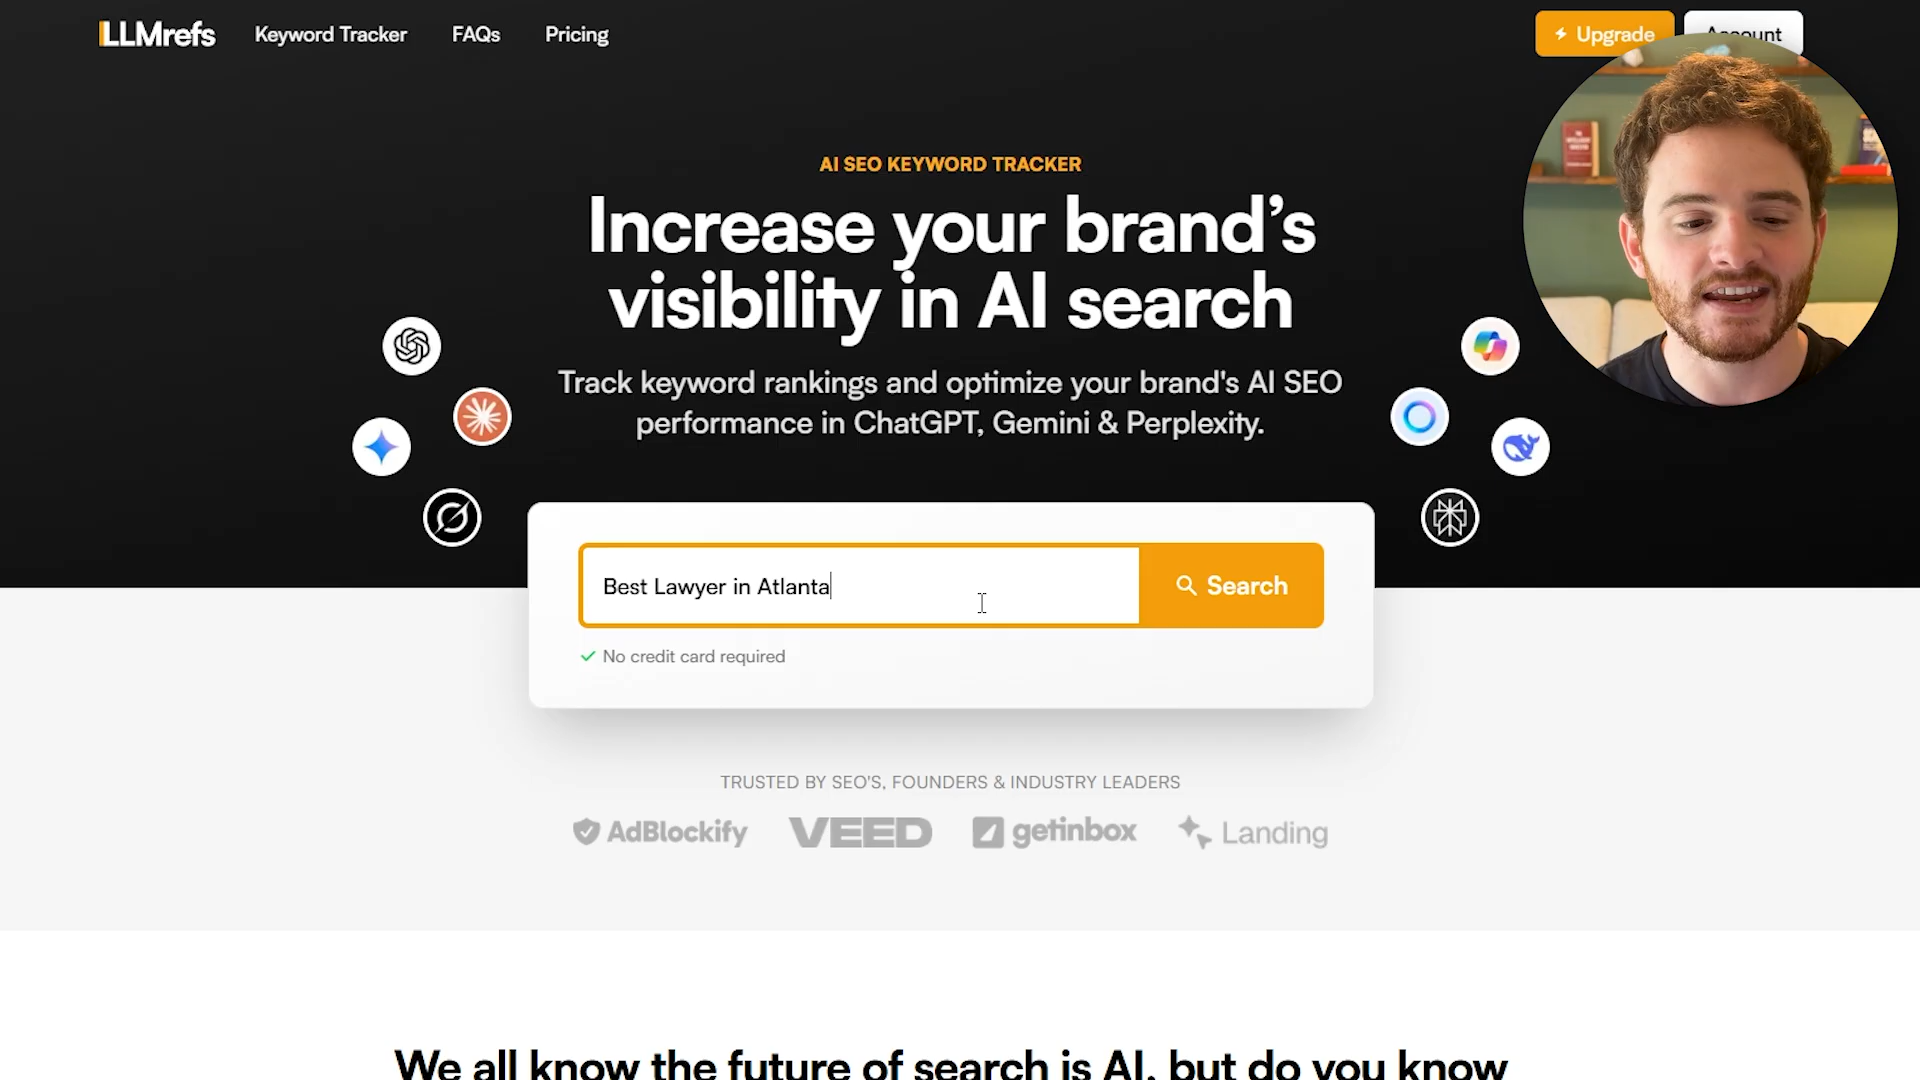 LLMrefs
Keyword Tracker
FAQs
Pricing
Upgrade
Account
AI SEO KEYWORD TRACKER
Increase your brand’s
visibility in AI search
Track keyword rankings and optimize your brand's AI SEO
performance in ChatGPT, Gemini & Perplexity.
Best Lawyer in Atlanta
Search
No credit card required
TRUSTED BY SEO'S, FOUNDERS & INDUSTRY LEADERS
AdBlockify
VEED
getinbox
Landing
We all know the future of search is AI, but do you know